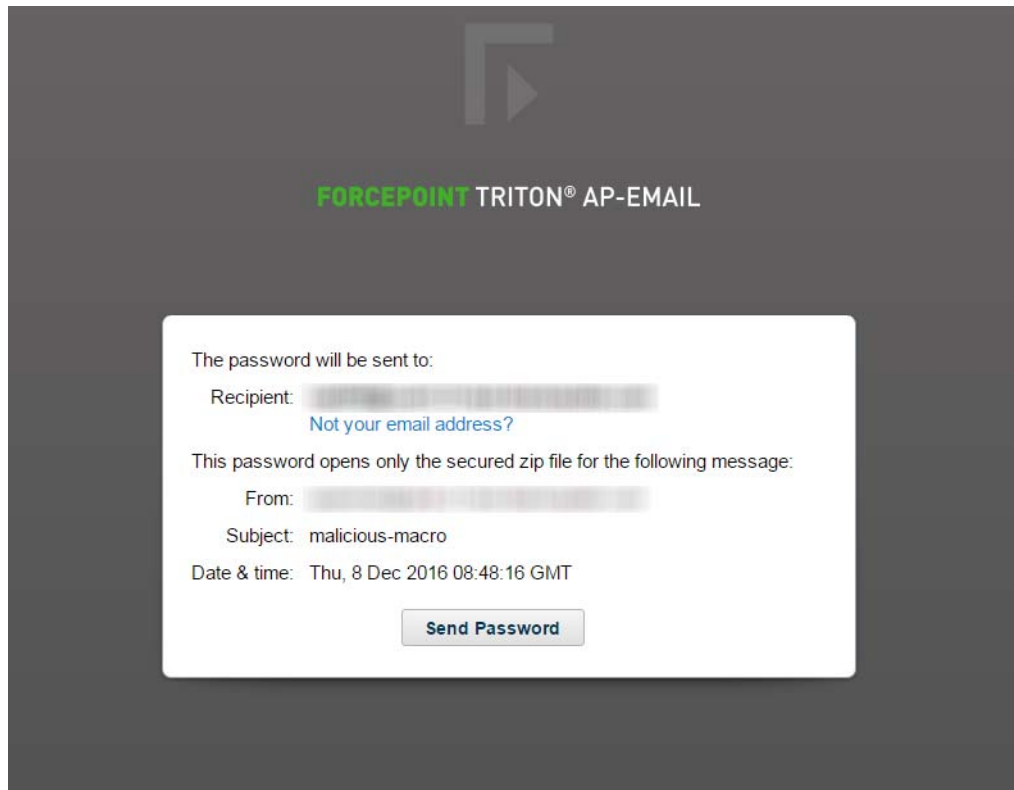 FORCEPOINT TRITON® AP-EMAIL
The password will be sent to:
Recipient:
Not your email address?
This password opens only the secured zip file for the following message:
From:
Subject: malicious-macro
Date & time: Thu, 8 Dec 2016 08:48:16 GMT
Send Password